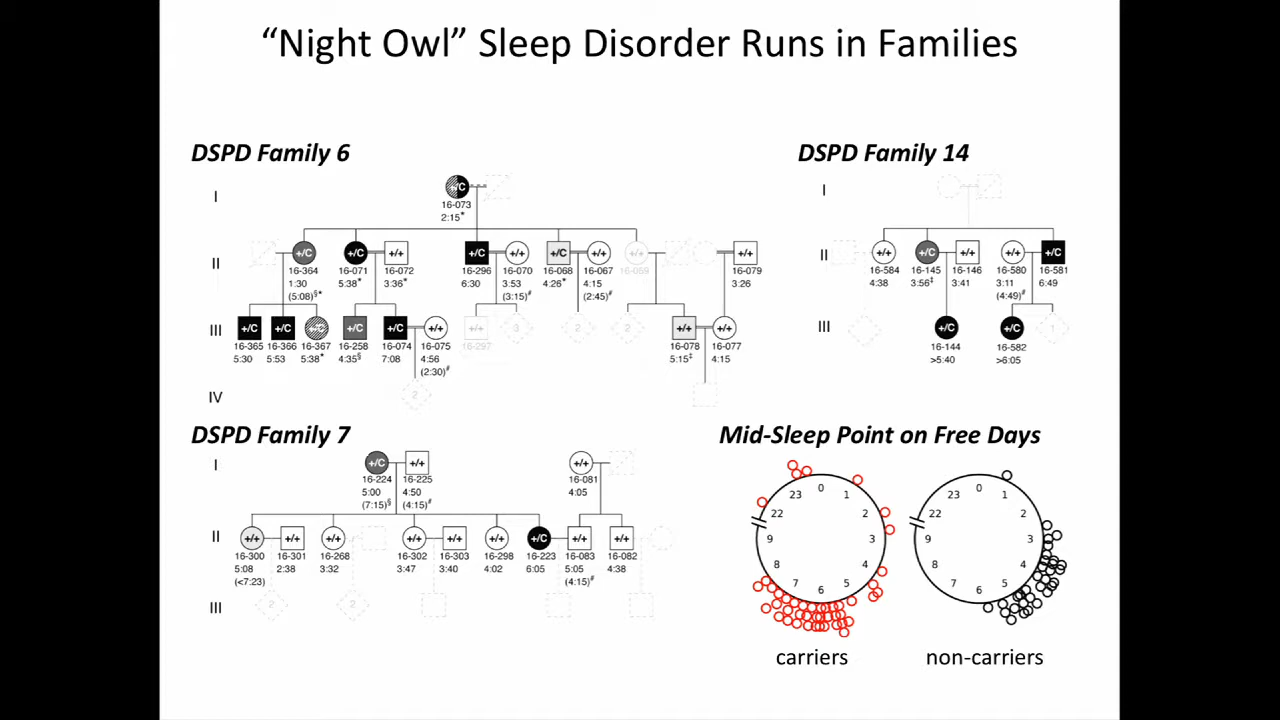 “Night Owl” Sleep Disorder Runs in Families
DSPD Family 6
I
+/C
16-073
2:15*
II
+/C +/C +/+ +/C +/+ +/C +/+ +/+
16-364 16-071 16-072 16-296 16-070 16-068 16-067 16-069 16-079
1:30 5:38* 3:36* 6:30 3:53 4:26* 4:15 3:26
(5:08)§* (3:15)# (2:45)#
III
+/C +/C +/C +/C +/C +/+ 3 2 2 +/+ +/+
16-365 16-366 16-367 16-258 16-074 16-075 16-297 16-078 16-077
5:30 5:53 5:38* 4:35§ 7:08 4:56 5:15‡ 4:15
(2:30)#
IV
2
DSPD Family 14
I
II
+/+ +/C +/+ +/+ +/C
16-584 16-145 16-146 16-580 16-581
4:38 3:56‡ 3:41 3:11 6:49
(4:49)#
III
+/C +/C 1
16-144 16-582
>5:40 >6:05
DSPD Family 7
I
+/C +/+ +/+
16-224 16-225 16-081
5:00 4:50 4:05
(7:15)§ (4:15)#
II
+/+ +/+ +/+ +/+ +/+ +/+ +/C +/+ +/+
16-300 16-301 16-268 16-302 16-303 16-298 16-223 16-083 16-082
5:08 2:38 3:32 3:47 3:40 4:02 6:05 5:05 4:38
(<7:23) (4:15)#
III
2 2
Mid-Sleep Point on Free Days
0 1 2 3 4 5 6 7 8 9 22 23
carriers
0 1 2 3 4 5 6 7 8 9 22 23
non-carriers